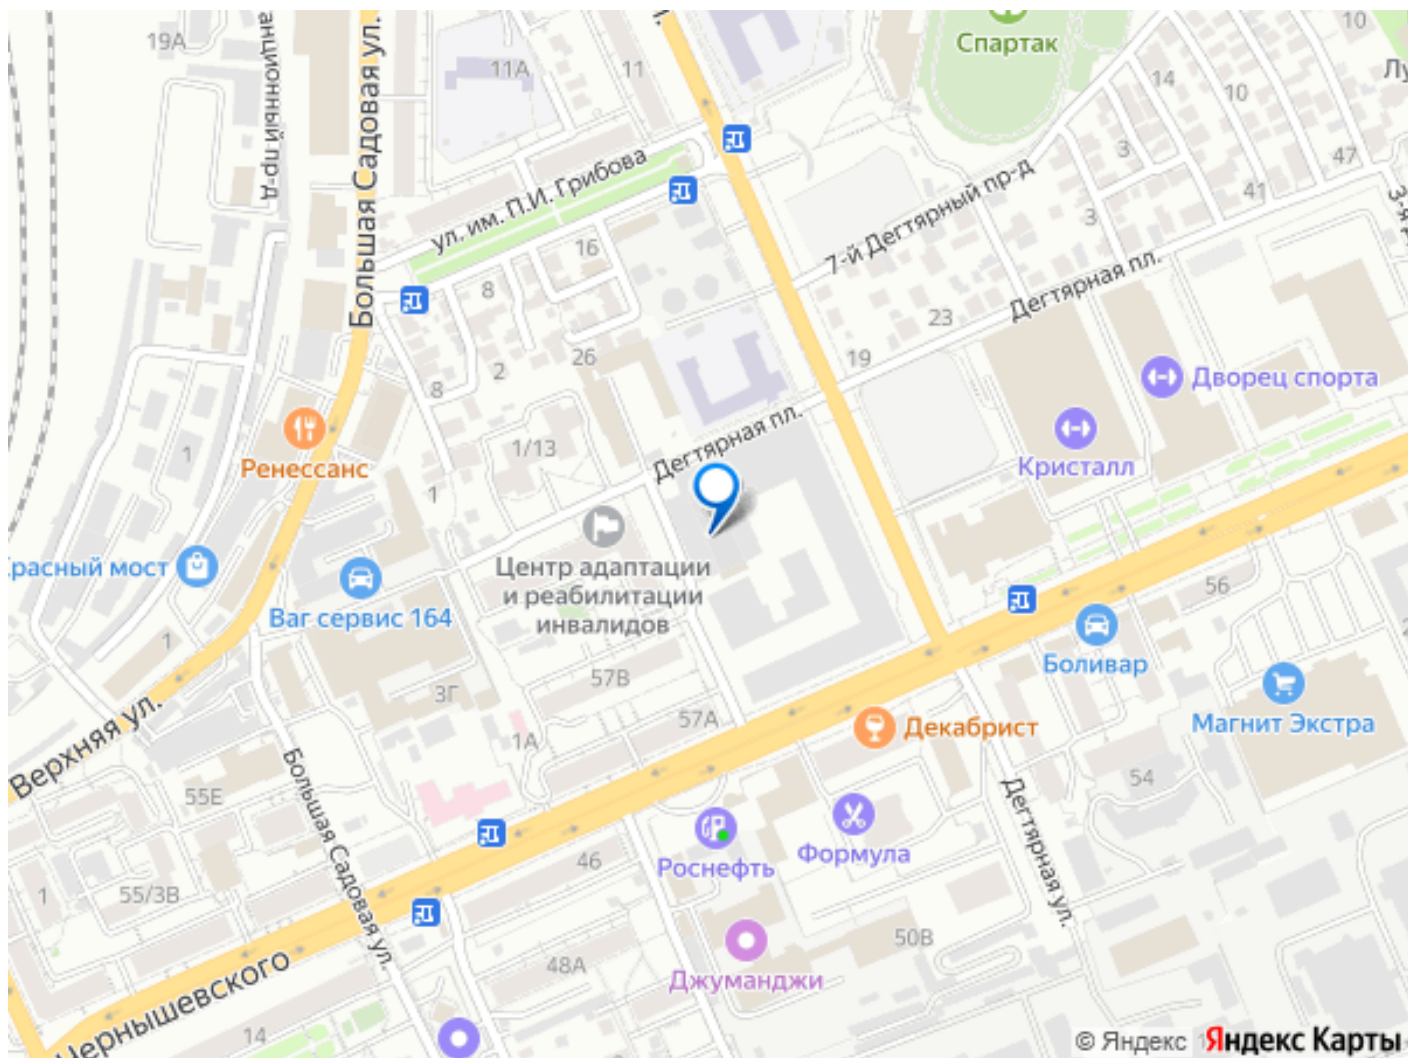 19А
Большая Садовая ул.
11А
11
Спартак
10
14
10
3
47
41
3
ул. им. П.И. Грибова
7-й Дегтярный пр-д
16
Дегтярная пл.
8
23
19
26
2
8
Дворец спорта
Дегтярная пл.
Кристалл
Ренессанс
1/13
1
1
Центр адаптации
и реабилитации
инвалидов
Ваг сервис 164
56
Боливар
1
57В
3Г
57А
Магнит Экстра
Декабрист
1А
Верхняя ул.
54
55Е
Большая Садовая ул.
Дегтярная ул.
Роснефть
Формула
46
1
55/3В
50В
48А
Джуманджи
Чернышевского
14
© Яндекс
Яндекс Карты